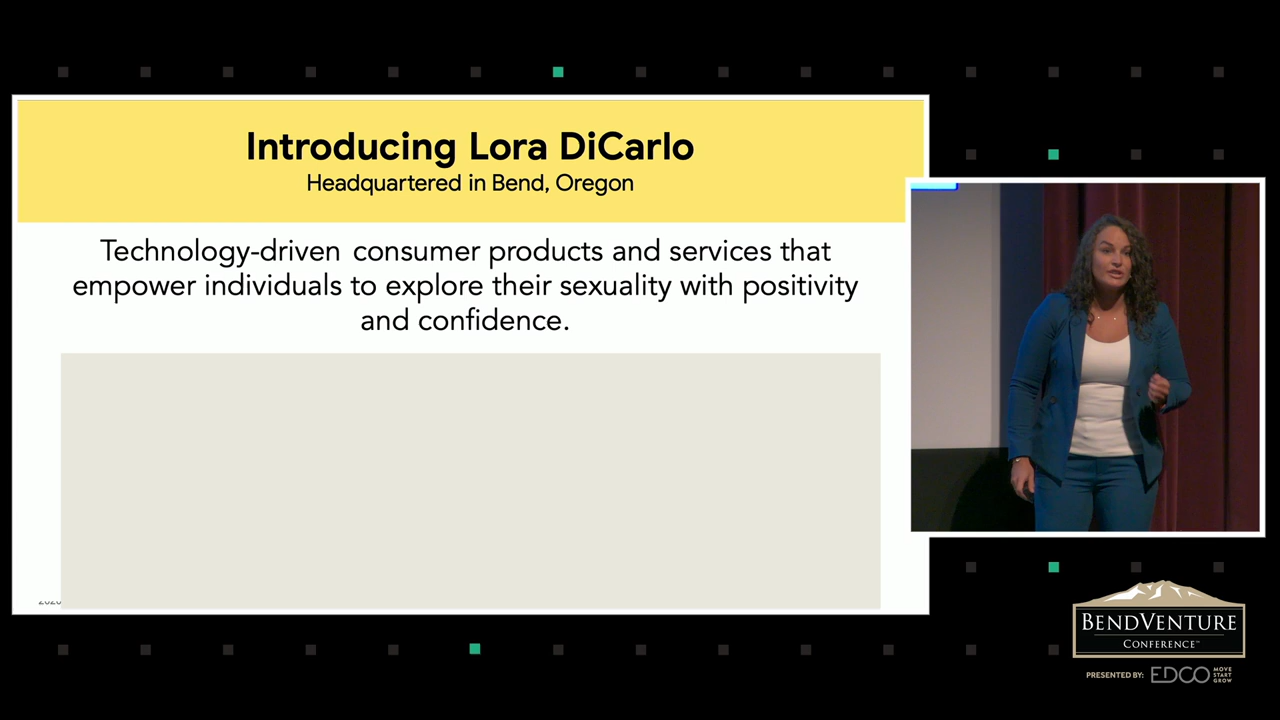 Introducing Lora DiCarlo
Headquartered in Bend, Oregon
Technology-driven consumer products and services that
empower individuals to explore their sexuality with positivity
and confidence.
BENDVENTURE
CONFERENCE™
PRESENTED BY: EDCO MOVE
START
GROW